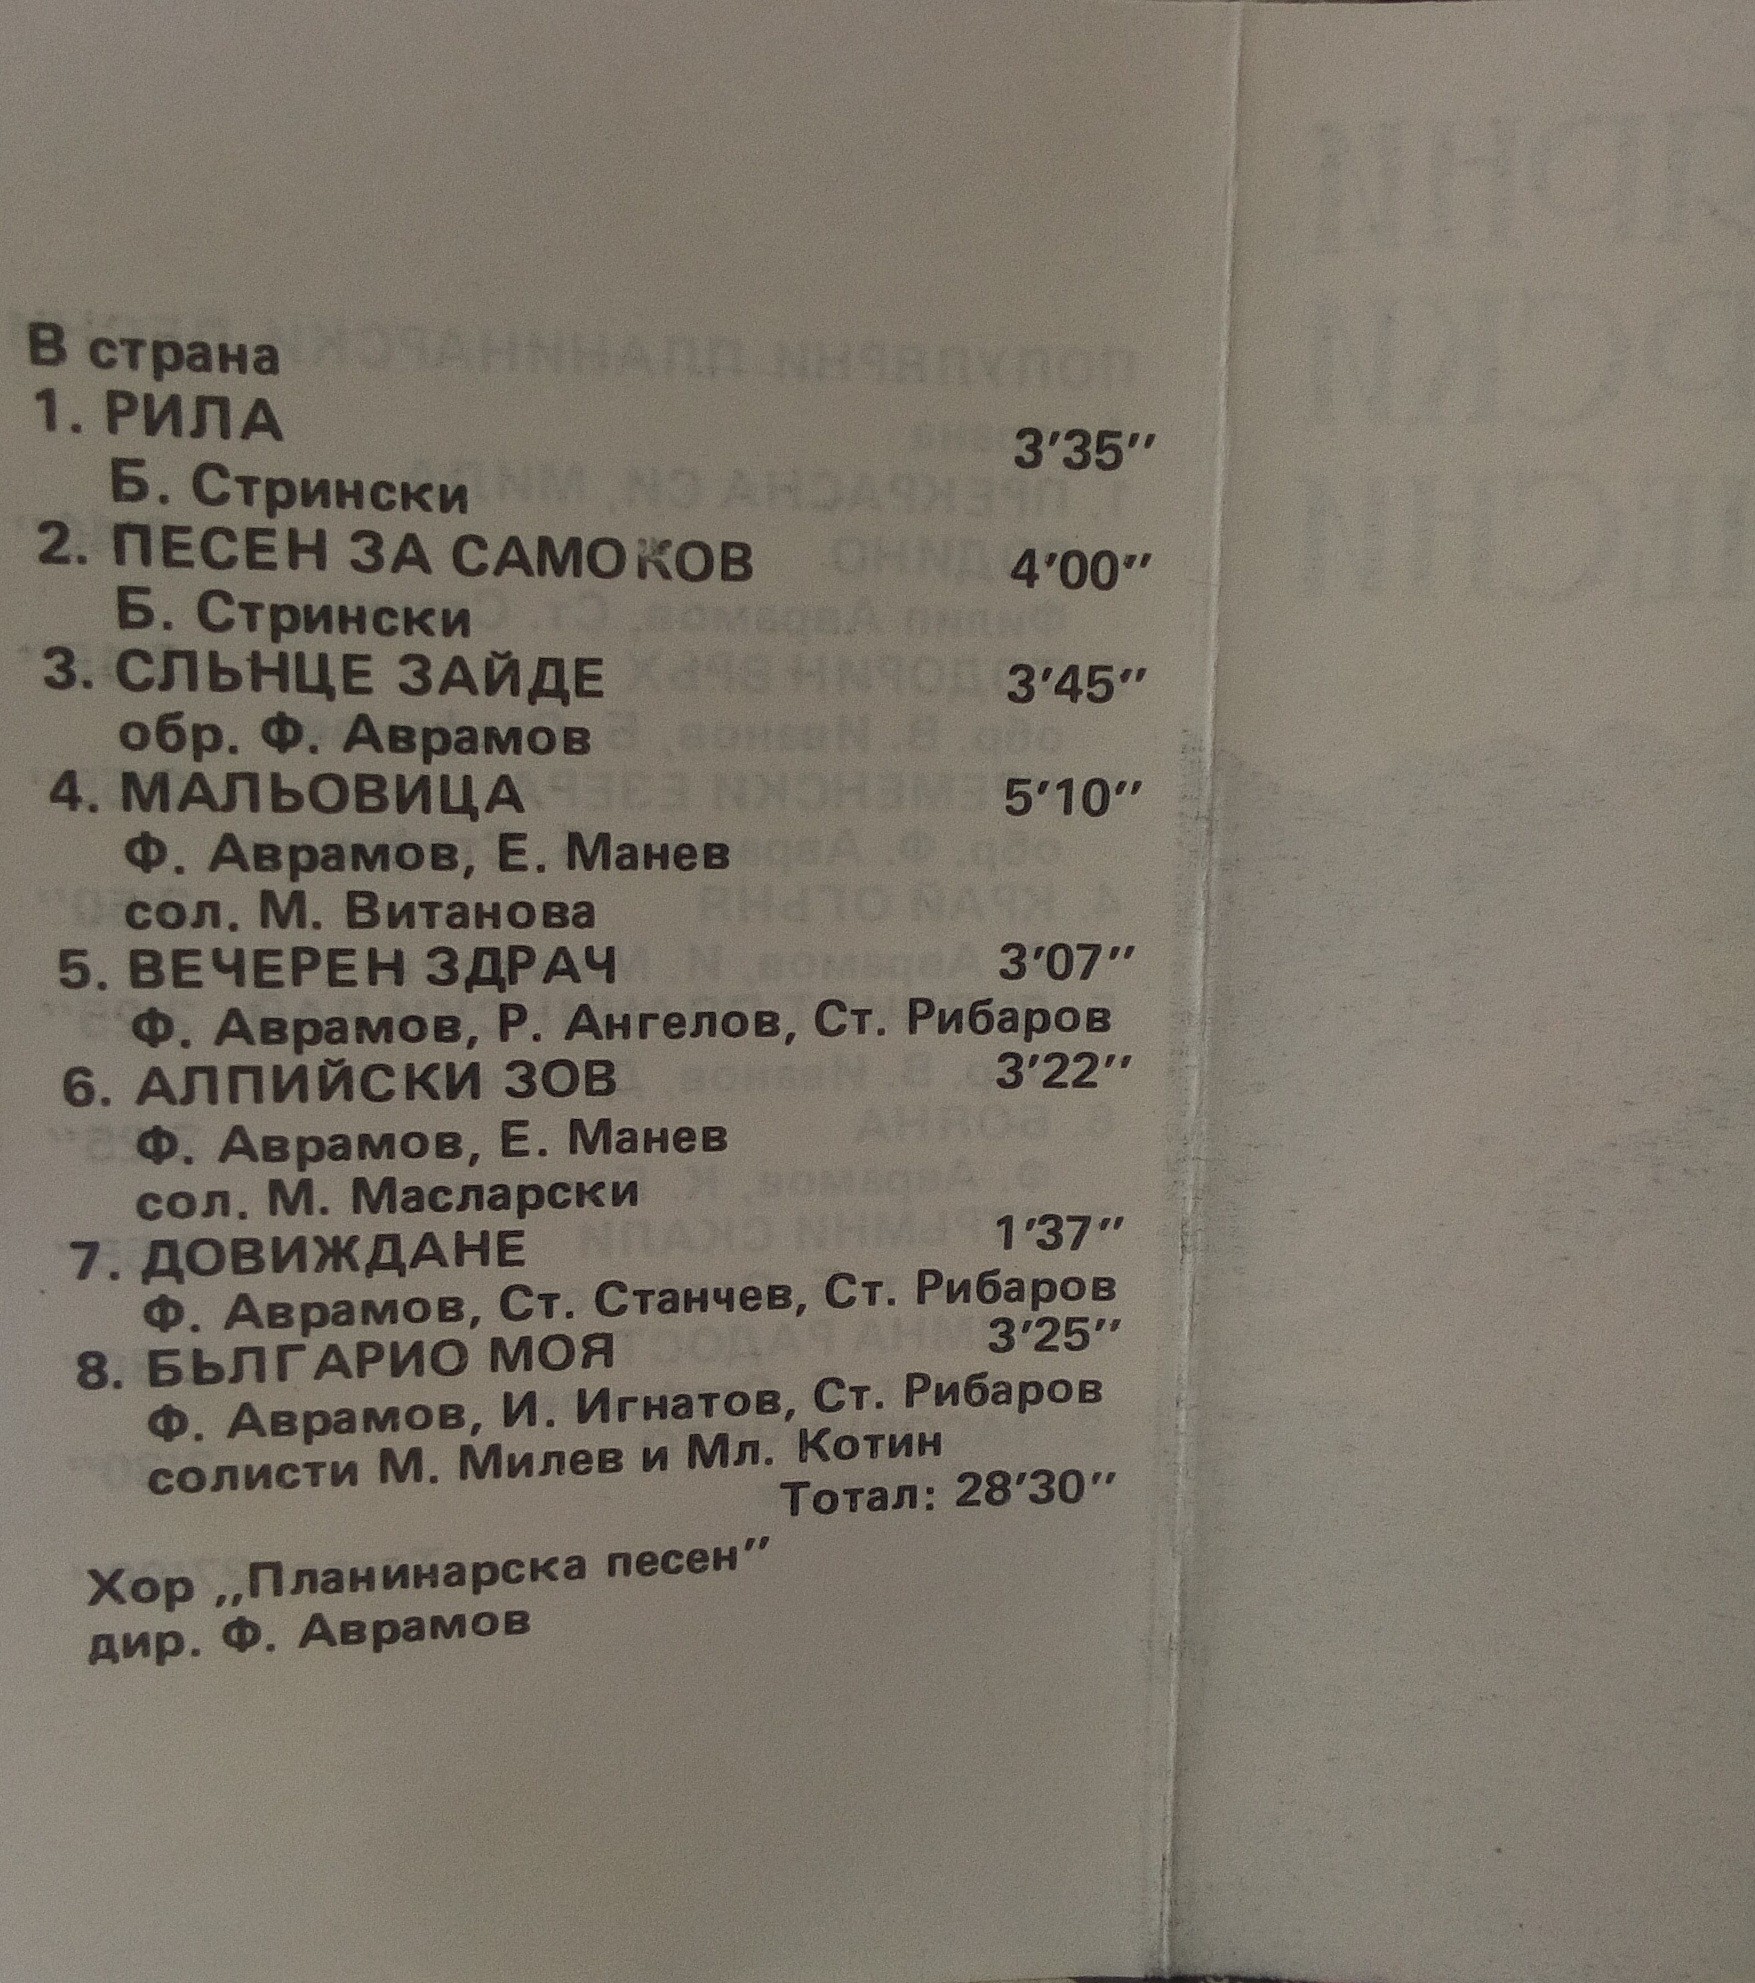 В страна
1. РИЛА 3'35''
Б. Стрински
2. ПЕСЕН ЗА САМОКОВ 4'00''
Б. Стрински
3. СЛЬНЦЕ ЗАЙДЕ 3'45''
обр. Ф. Аврамов
4. МАЛЬОВИЦА 5'10''
Ф. Аврамов, Е. Манев
сол. М. Витанова
5. ВЕЧЕРЕН ЗДРАЧ 3'07''
Ф. Аврамов, Р. Ангелов, Ст. Рибаров
6. АЛПИЙСКИ ЗОВ 3'22''
Ф. Аврамов, Е. Манев
сол. М. Масларски
7. ДОВИЖДАНЕ 1'37''
Ф. Аврамов, Ст. Станчев, Ст. Рибаров
8. БЬЛГАРИО МОЯ 3'25''
Ф. Аврамов, И. Игнатов, Ст. Рибаров
солисти М. Милев и Мл. Котин
Тотал: 28'30''
Хор ,,Планинарска песен''
дир. Ф. Аврамов